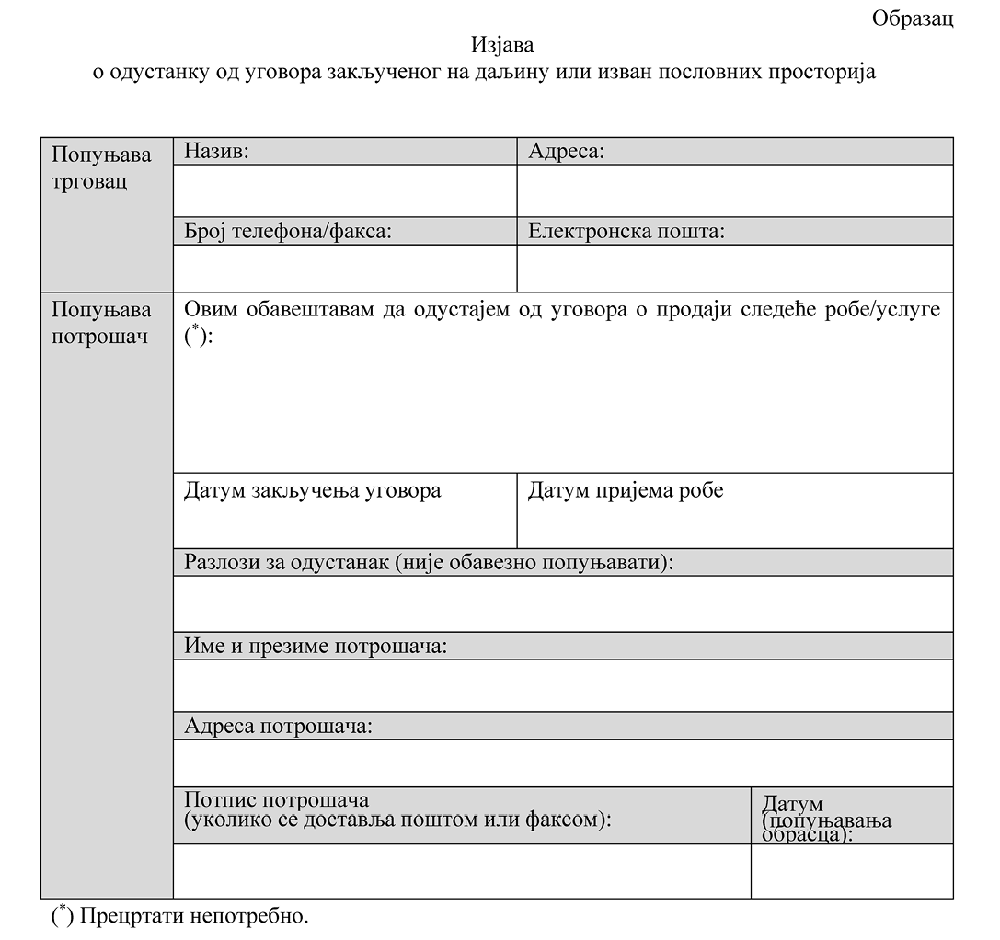 Образац
Изјава
о одустанку од уговора закљученог на даљину или изван пословних просторија
Попуњава
трговац
Назив:
Адреса:
Број телефона/факса:
Електронска пошта:
Попуњава
потрошач
Овим обавештавам да одустајем од уговора о продаји следеће робе/услуге
(*):
Датум закључења уговора
Датум пријема робе
Разлози за одустанак (није обавезно попуњавати):
Име и презиме потрошача:
Адреса потрошача:
Потпис потрошача
(уколико се доставља поштом или факсом):
Датум
(попуњавања
обрасца):
(*) Прецртати непотребно.